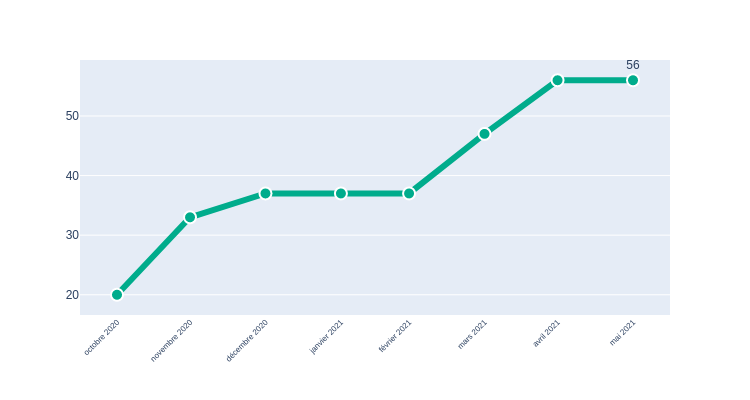 56
50
40
30
20
octobre 2020
novembre 2020
décembre 2020
janvier 2021
février 2021
mars 2021
avril 2021
mai 2021